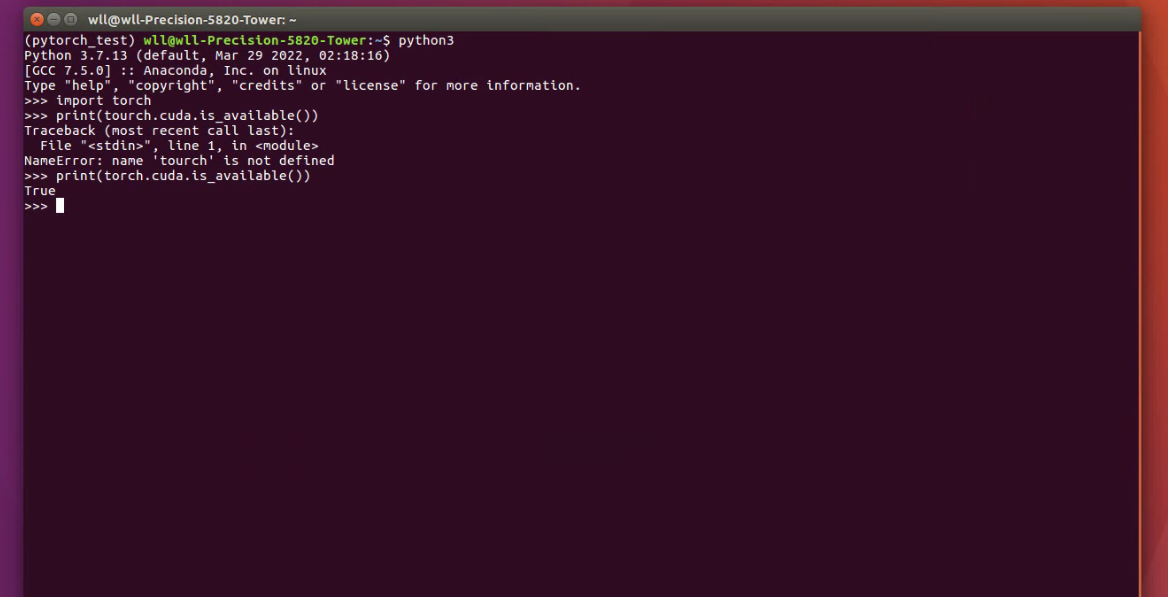 wll@wll-Precision-5820-Tower: ~
(pytorch_test) wll@wll-Precision-5820-Tower:~$ python3
Python 3.7.13 (default, Mar 29 2022, 02:18:16)
[GCC 7.5.0] :: Anaconda, Inc. on linux
Type "help", "copyright", "credits" or "license" for more information.
>>> import torch
>>> print(tourch.cuda.is_available())
Traceback (most recent call last):
  File "<stdin>", line 1, in <module>
NameError: name 'tourch' is not defined
>>> print(torch.cuda.is_available())
True
>>>